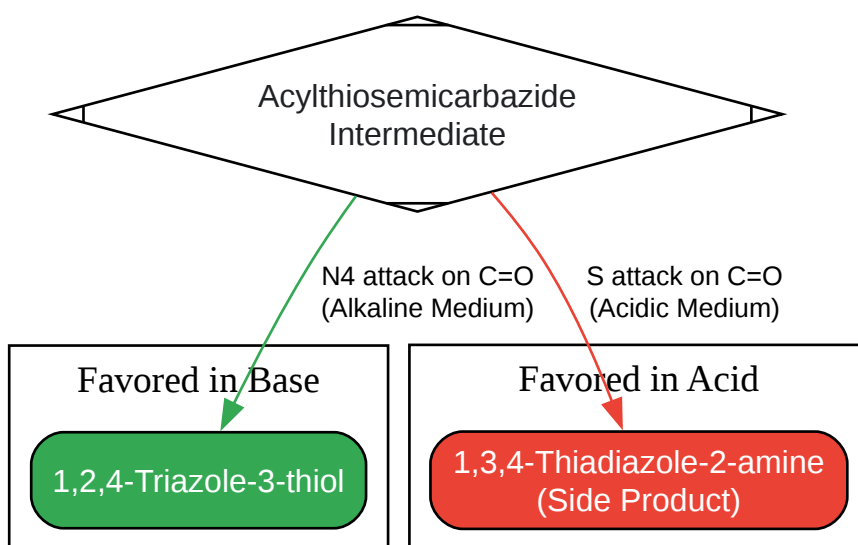 Acylthiosemicarbazide
Intermediate
N4 attack on C=O
(Alkaline Medium)
S attack on C=O
(Acidic Medium)
Favored in Base
Favored in Acid
1,2,4-Triazole-3-thiol
1,3,4-Thiadiazole-2-amine
(Side Product)